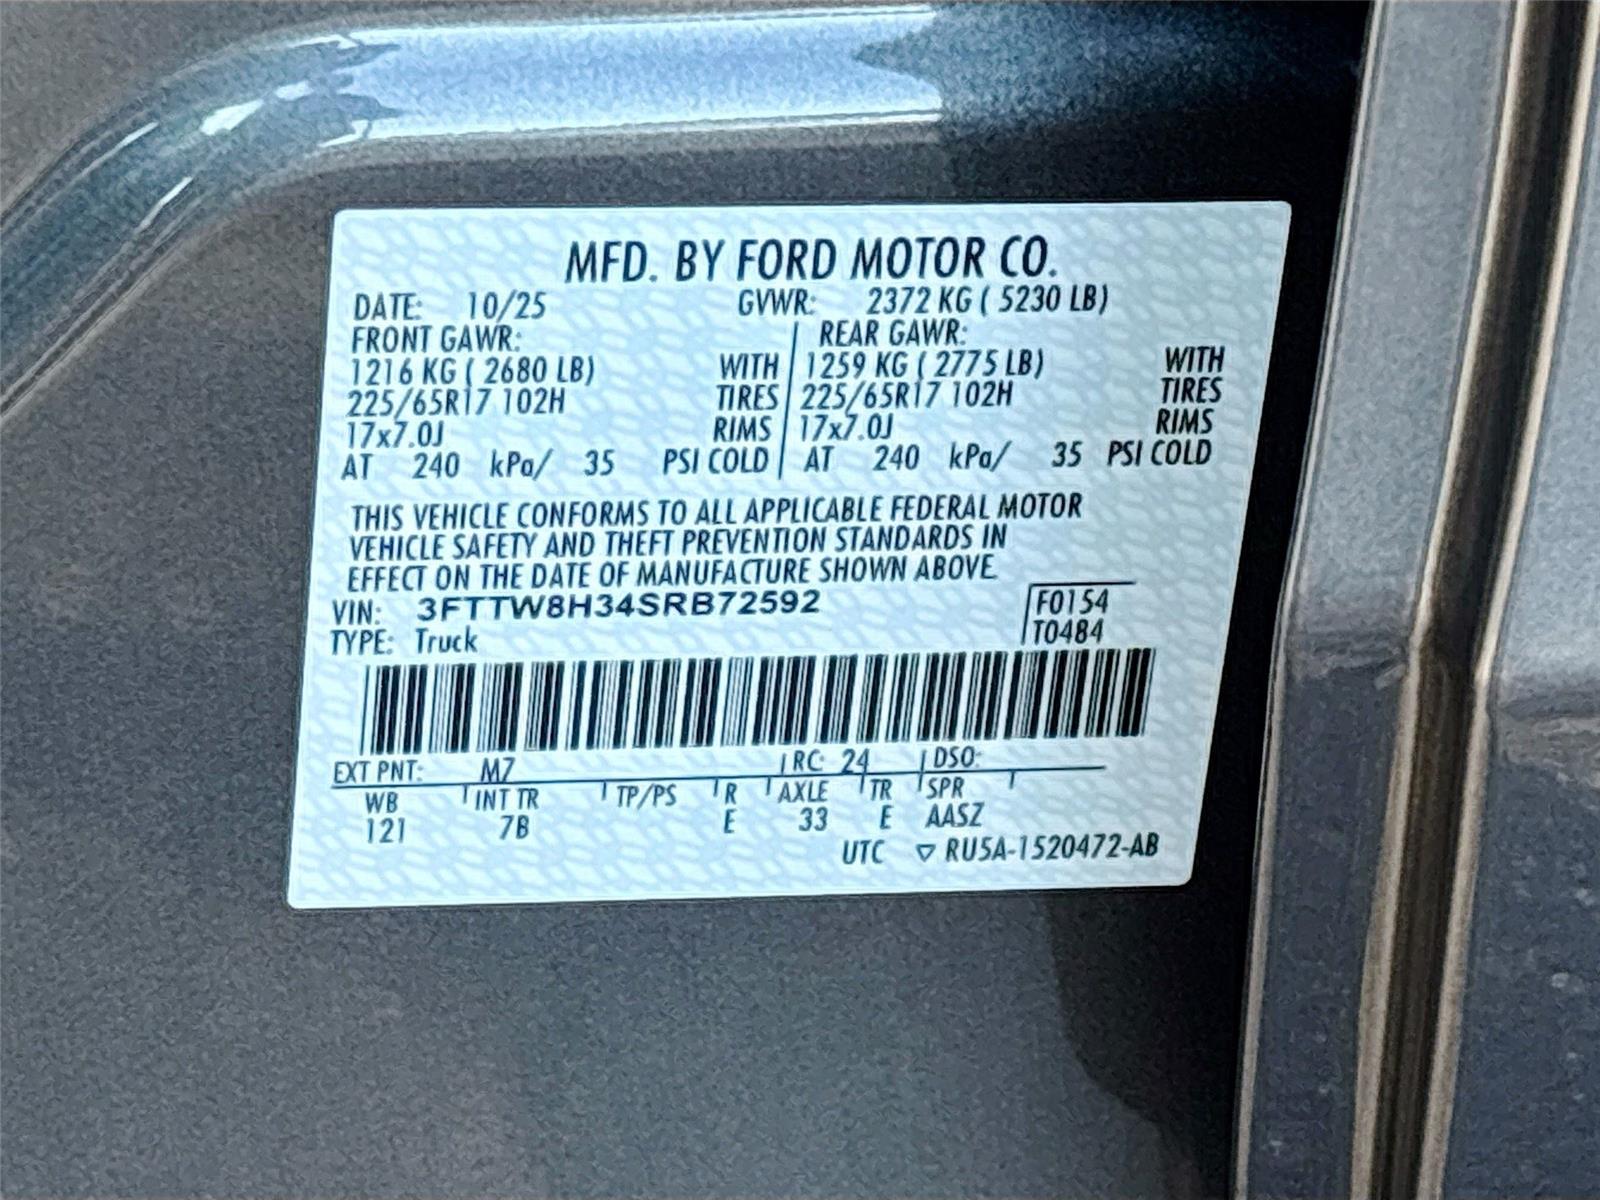 MFD. BY FORD MOTOR CO.
DATE: 10/25 GVWR: 2372 KG ( 5230 LB)
FRONT GAWR: REAR GAWR:
1216 KG ( 2680 LB) WITH 1259 KG ( 2775 LB) WITH
225/65R17 102H TIRES 225/65R17 102H TIRES
17x7.0J RIMS 17x7.0J RIMS
AT 240 kPa/ 35 PSI COLD AT 240 kPa/ 35 PSI COLD
THIS VEHICLE CONFORMS TO ALL APPLICABLE FEDERAL MOTOR
VEHICLE SAFETY AND THEFT PREVENTION STANDARDS IN
EFFECT ON THE DATE OF MANUFACTURE SHOWN ABOVE.
VIN: 3FTTW8H34SRB72592 F0154
TYPE: Truck T0484
EXT PNT: M7 RC: 24 DSO:
WB INT TR TP/PS R AXLE TR SPR
121 7B E 33 E AASZ
UTC ▽ RU5A-1520472-AB